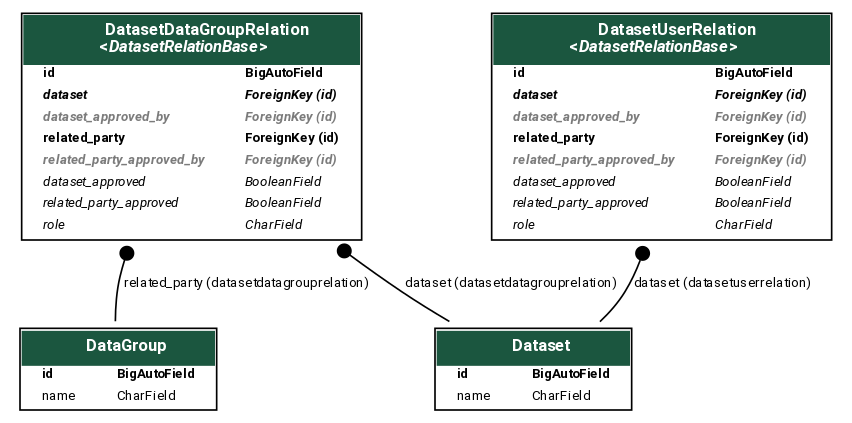 DatasetDataGroupRelation
<DatasetRelationBase>
id BigAutoField
dataset ForeignKey (id)
dataset_approved_by ForeignKey (id)
related_party ForeignKey (id)
related_party_approved_by ForeignKey (id)
dataset_approved BooleanField
related_party_approved BooleanField
role CharField
DatasetUserRelation
<DatasetRelationBase>
id BigAutoField
dataset ForeignKey (id)
dataset_approved_by ForeignKey (id)
related_party ForeignKey (id)
related_party_approved_by ForeignKey (id)
dataset_approved BooleanField
related_party_approved BooleanField
role CharField
related_party (datasetdatagrouprelation)
dataset (datasetdatagrouprelation)
dataset (datasetuserrelation)
DataGroup
id BigAutoField
name CharField
Dataset
id BigAutoField
name CharField